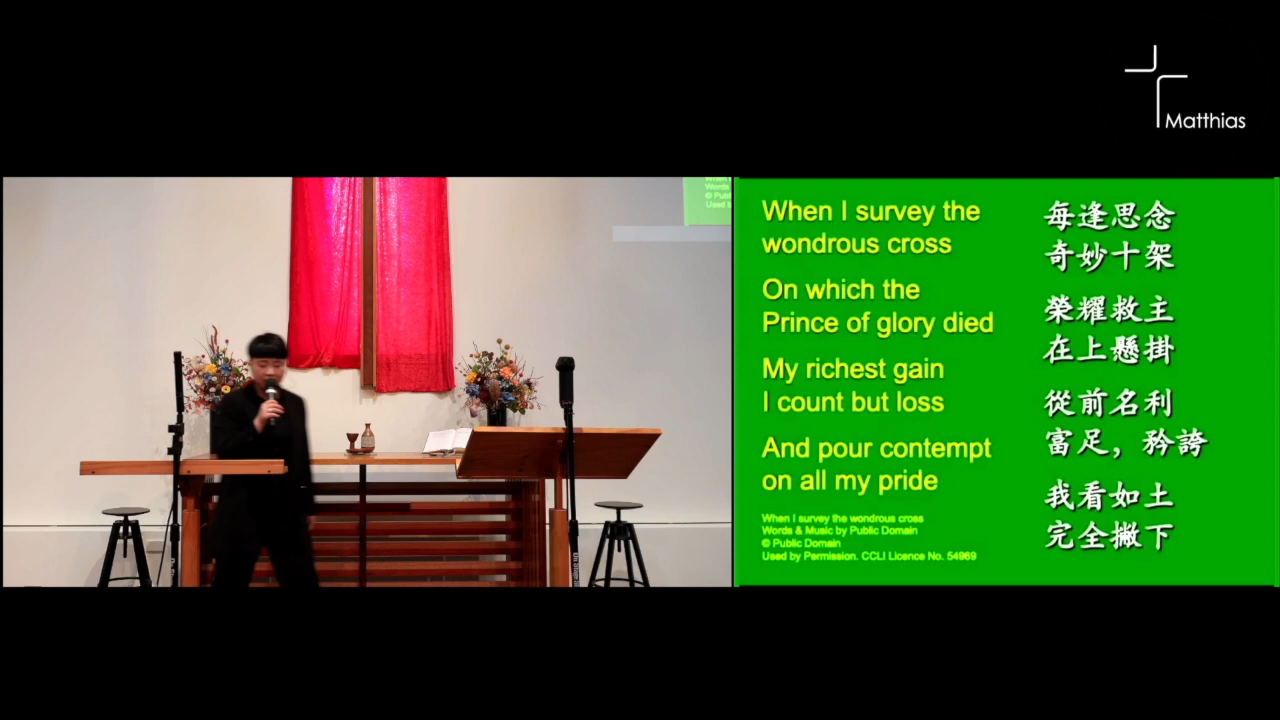 Matthias
When I survey the
wondrous cross
On which the
Prince of glory died
My richest gain
I count but loss
And pour contempt
on all my pride
When I survey the wondrous cross
Words & Music by Public Domain
© Public Domain
Used by Permission. CCLI Licence No. 54969
每逢思念
奇妙十架
榮耀救主
在上懸掛
從前名利
富足，矜誇
我看如土
完全撇下